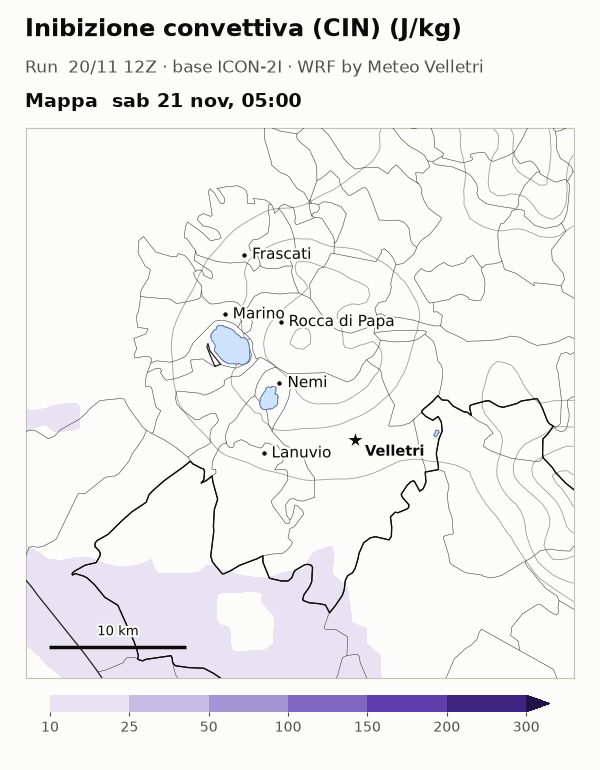 Inibizione convettiva (CIN) (J/kg)
Run  20/11 12Z · base ICON-2I · WRF by Meteo Velletri
Mappa  sab 21 nov, 05:00
Frascati
Marino
Rocca di Papa
Nemi
Velletri
Lanuvio
10 km
10 25 50 100 150 200 300